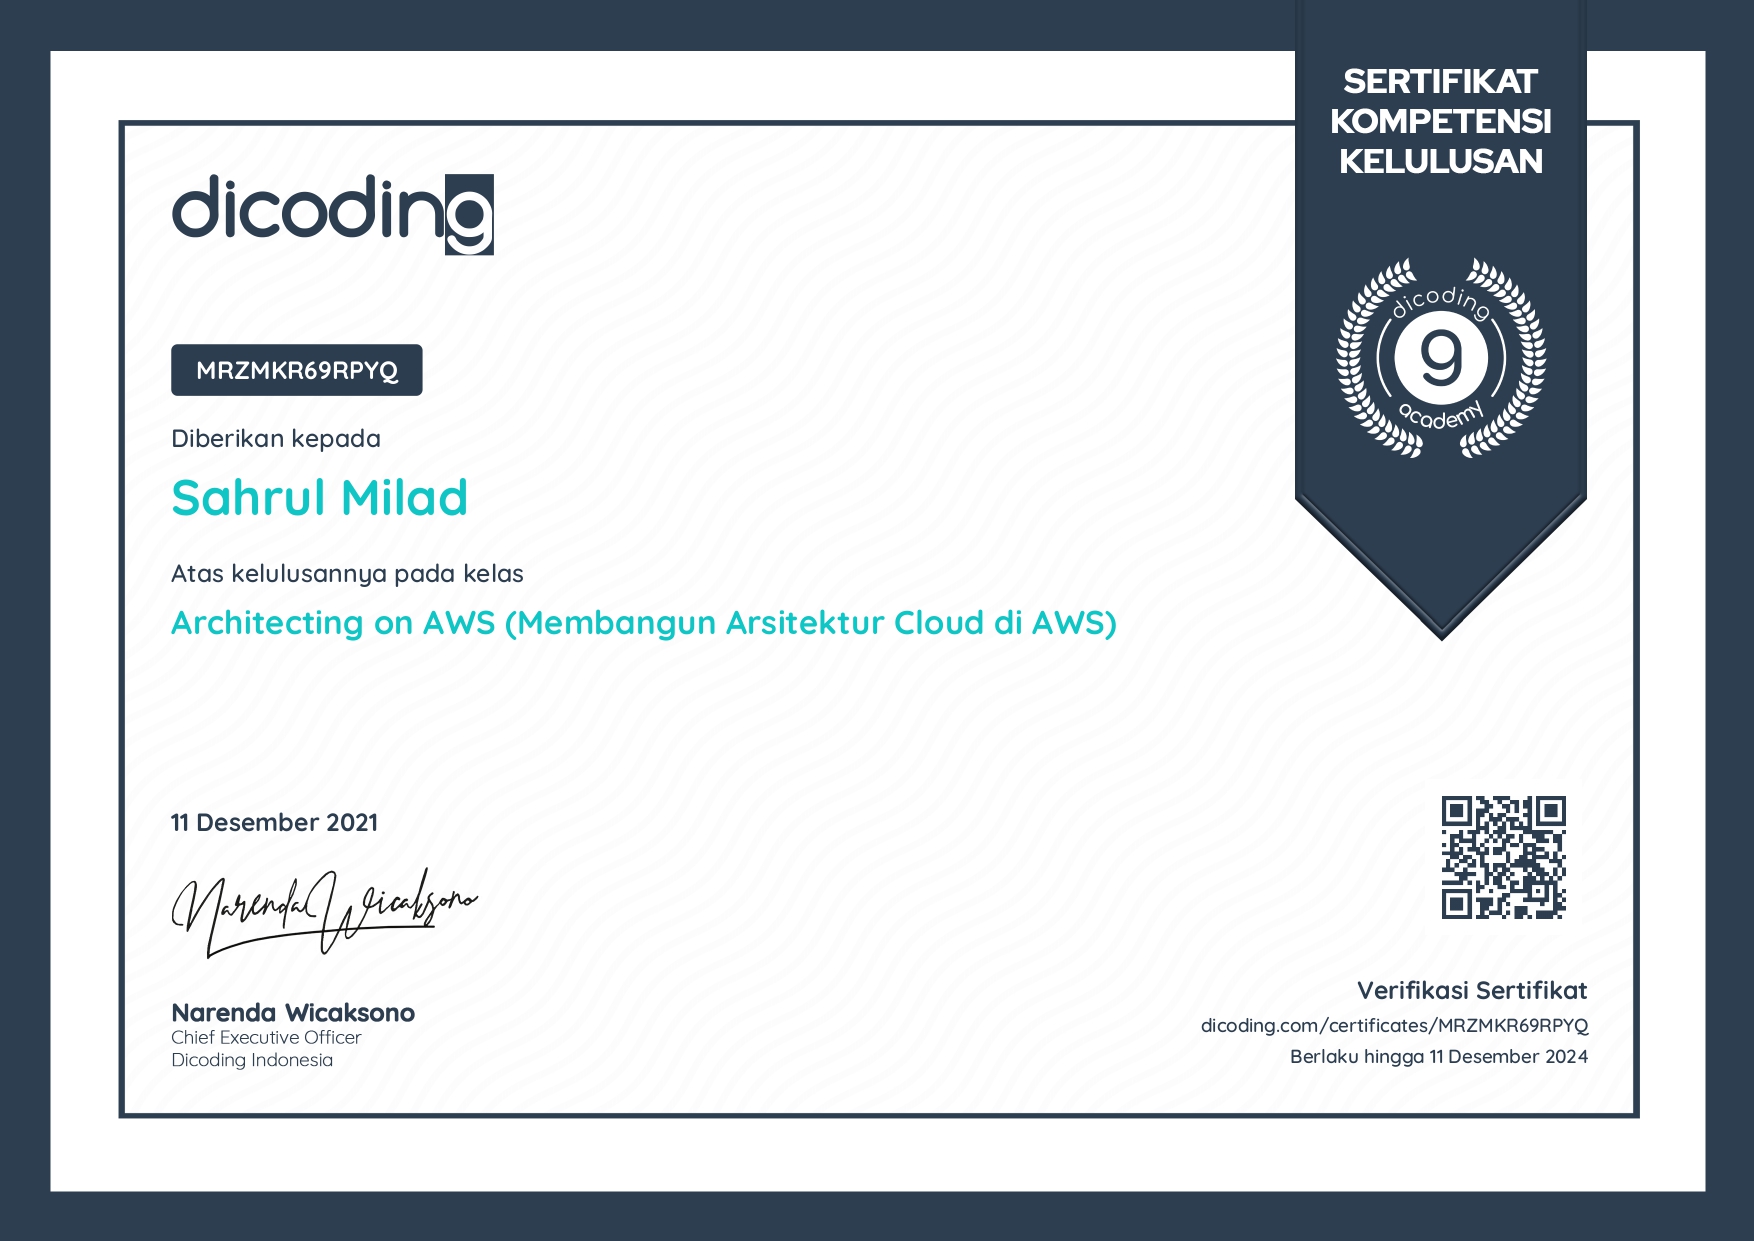 SERTIFIKAT
KOMPETENSI
KELULUSAN
dicoding
dicoding
g
academy
MRZMKR69RPYQ
Diberikan kepada
Sahrul Milad
Atas kelulusannya pada kelas
Architecting on AWS (Membangun Arsitektur Cloud di AWS)
11 Desember 2021
Narenda Wicaksono
Narenda Wicaksono
Chief Executive Officer
Dicoding Indonesia
Verifikasi Sertifikat
dicoding.com/certificates/MRZMKR69RPYQ
Berlaku hingga 11 Desember 2024